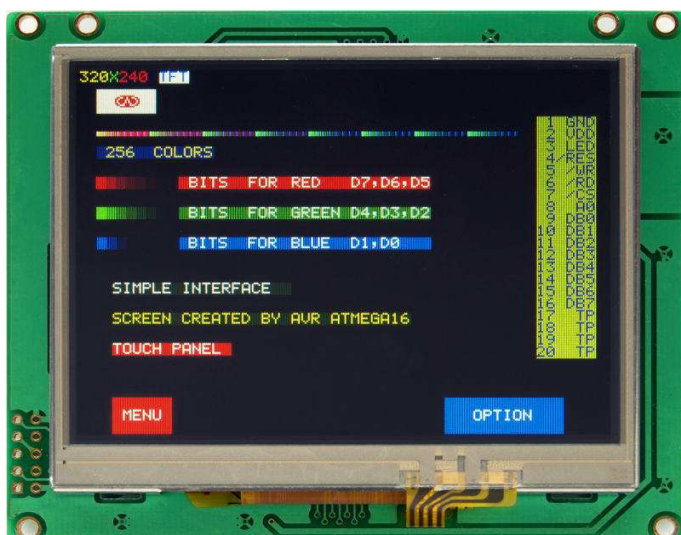 320X240 TFT
256 COLORS
BITS FOR RED D7,D6,D5
BITS FOR GREEN D4,D3,D2
BITS FOR BLUE D1,D0
SIMPLE INTERFACE
SCREEN CREATED BY AVR ATMEGA16
TOUCH PANEL
MENU
OPTION
1 GND
2 VDD
3 LED
4/RES
5 /WR
6 /RD
7 /CS
8 A0
9 DB0
10 DB1
11 DB2
12 DB3
13 DB4
14 DB5
15 DB6
16 DB7
17 TP
18 TP
19 TP
20 TP